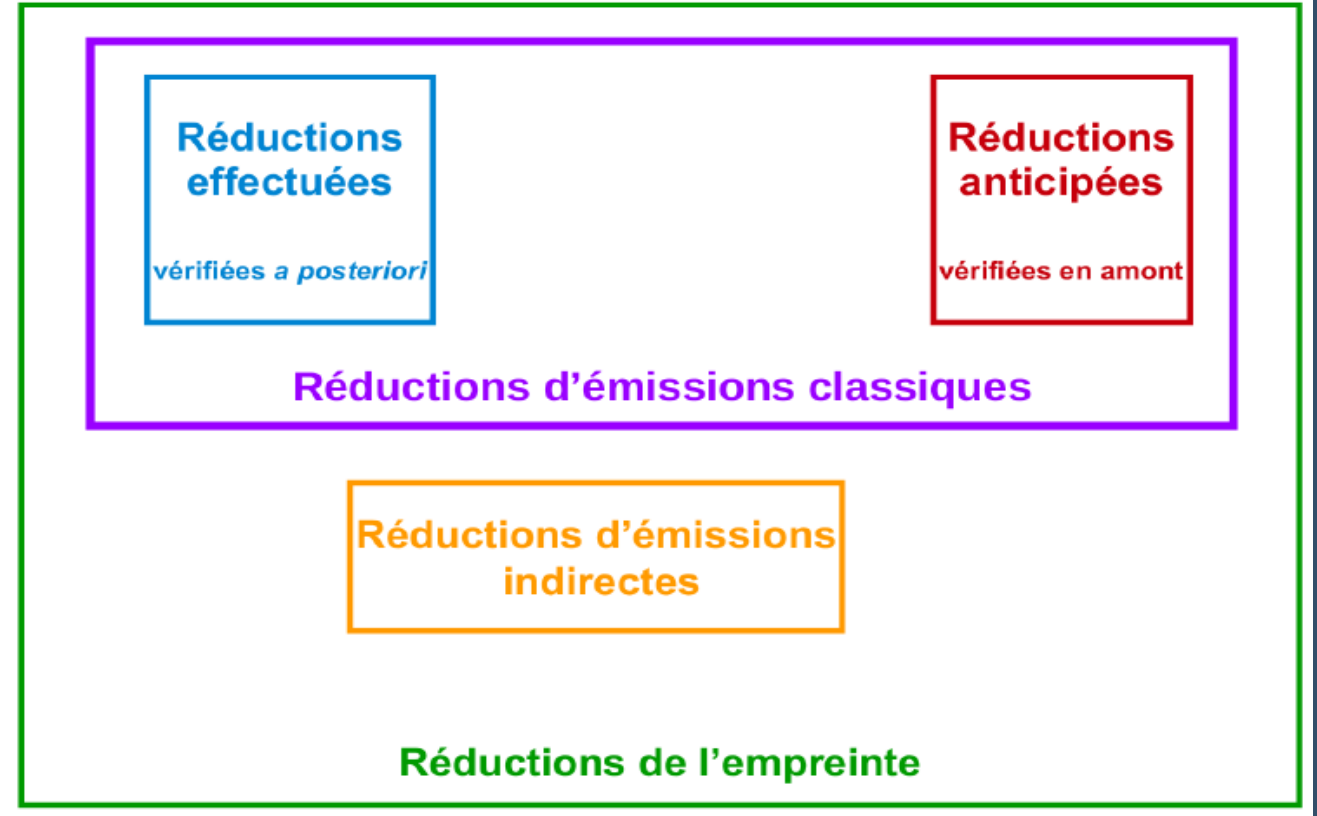 Réductions
effectuées
vérifiées a posteriori
Réductions
anticipées
vérifiées en amont
Réductions d’émissions classiques
Réductions d’émissions
indirectes
Réductions de l’empreinte